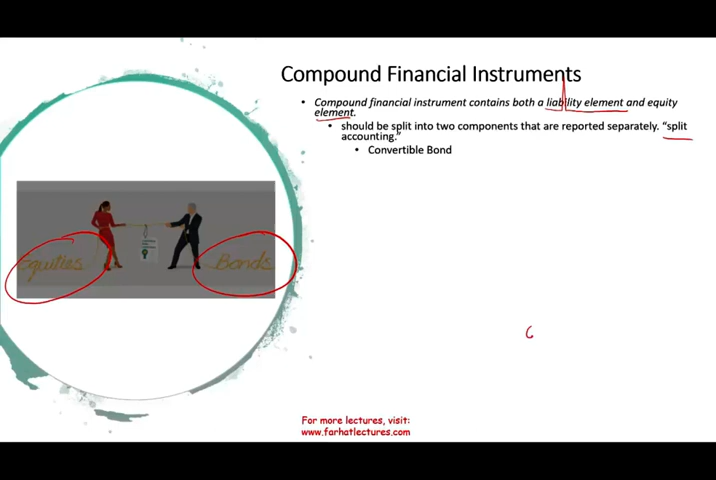 Compound Financial Instruments
• Compound financial instrument contains both a liability element and equity
element.
• should be split into two components that are reported separately. “split
accounting.”
• Convertible Bond
Equities
Bonds
For more lectures, visit:
www.farhatlectures.com